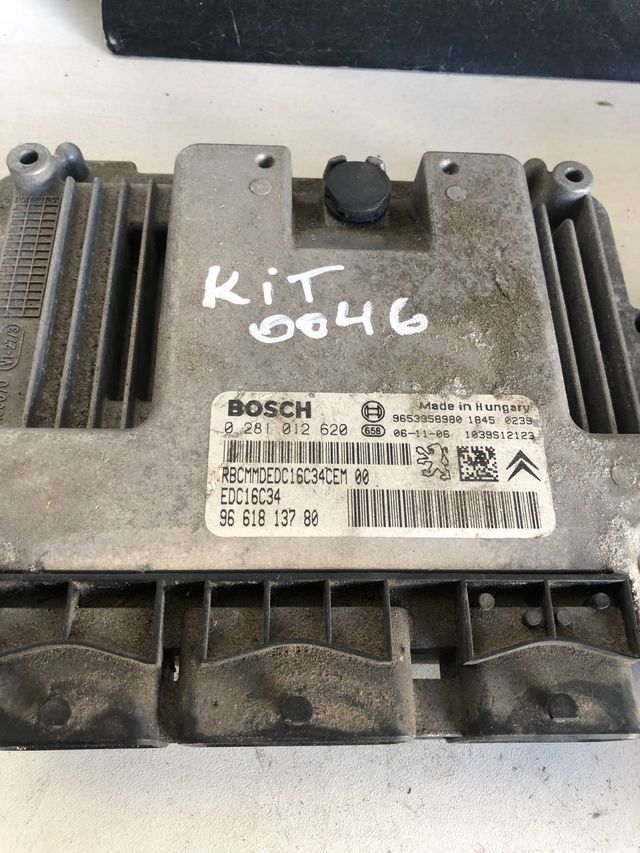 KiT
0046
BOSCH
Made in Hungary
9653958980 1845 0239
0 281 012 620
658
06-11-06 1039S12123
RBCMMDEDC16C34CEM 00
EDC16C34
96 618 137 80